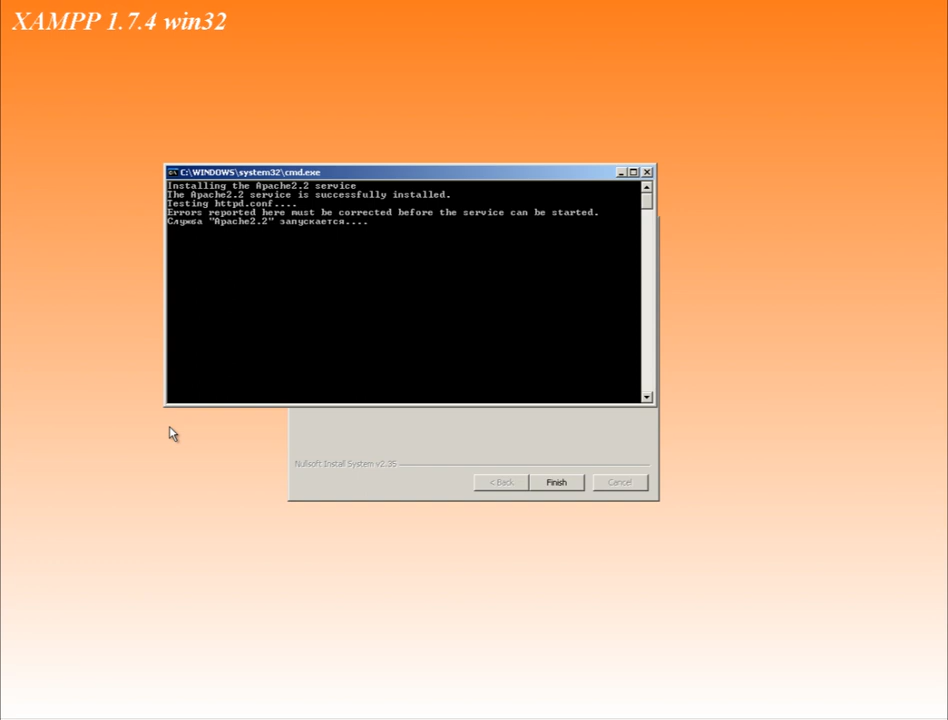 XAMPP 1.7.4 win32
C:\WINDOWS\system32\cmd.exe
Installing the Apache2.2 service
The Apache2.2 service is successfully installed.
Testing httpd.conf....
Errors reported here must be corrected before the service can be started.
Служба "Apache2.2" запускается....
Nullsoft Install System v2.35
< Back Finish Cancel